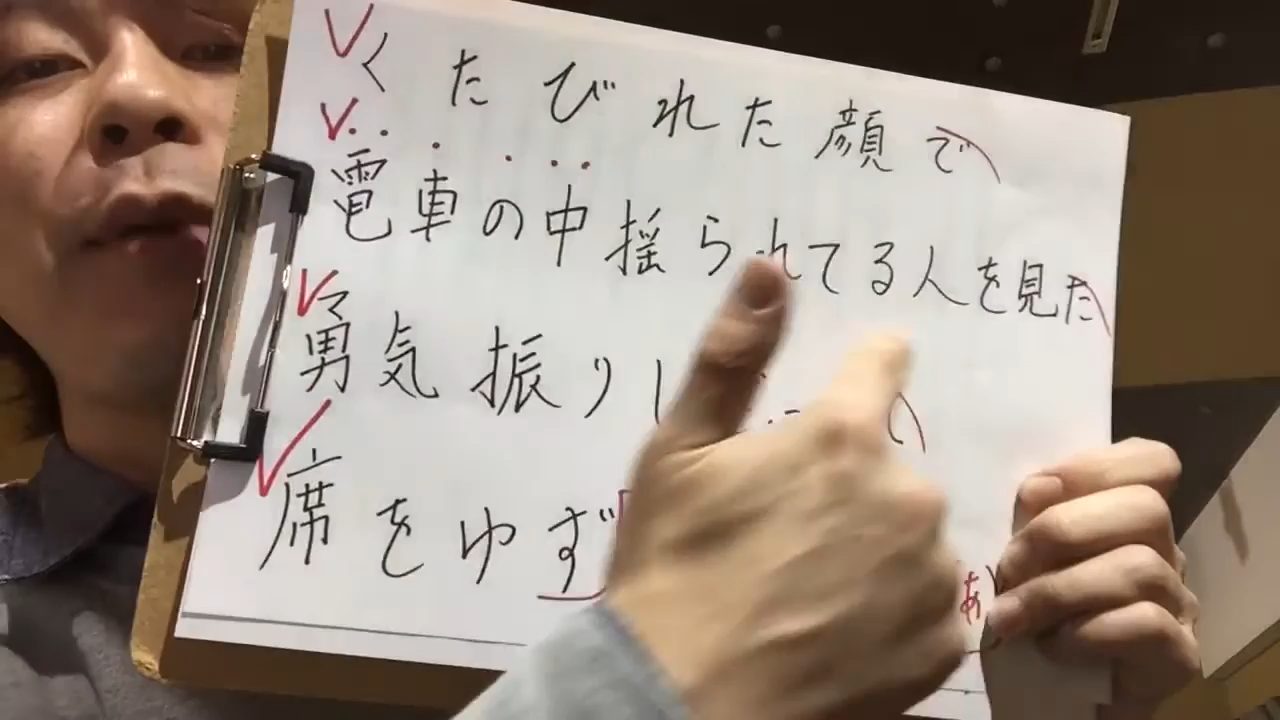 くたびれた顔で
電車の中揺られてる人を見た
勇気振りし
席をゆず
あ